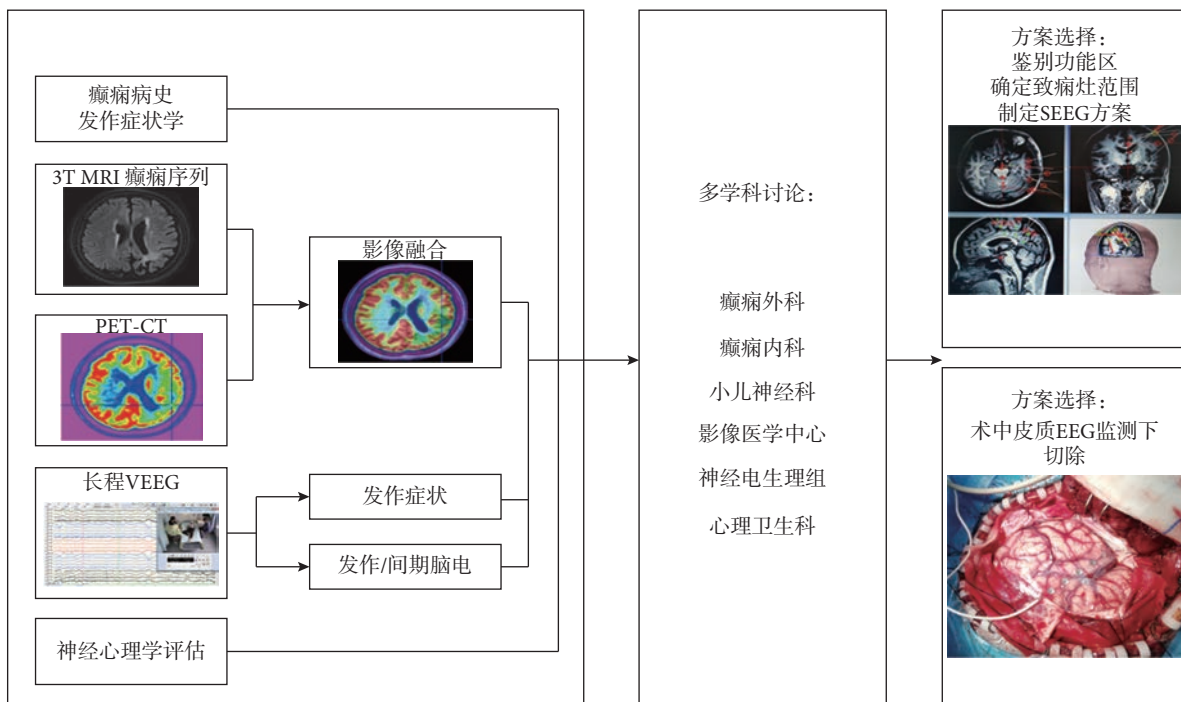 癫痫病史
发作症状学
3T MRI 癫痫序列
PET-CT
影像融合
长程VEEG
发作症状
发作/间期脑电
神经心理学评估
多学科讨论：
癫痫外科
癫痫内科
小儿神经科
影像医学中心
神经电生理组
心理卫生科
方案选择：
鉴别功能区
确定致痫灶范围
制定SEEG方案
方案选择：
术中皮质EEG监测下
切除